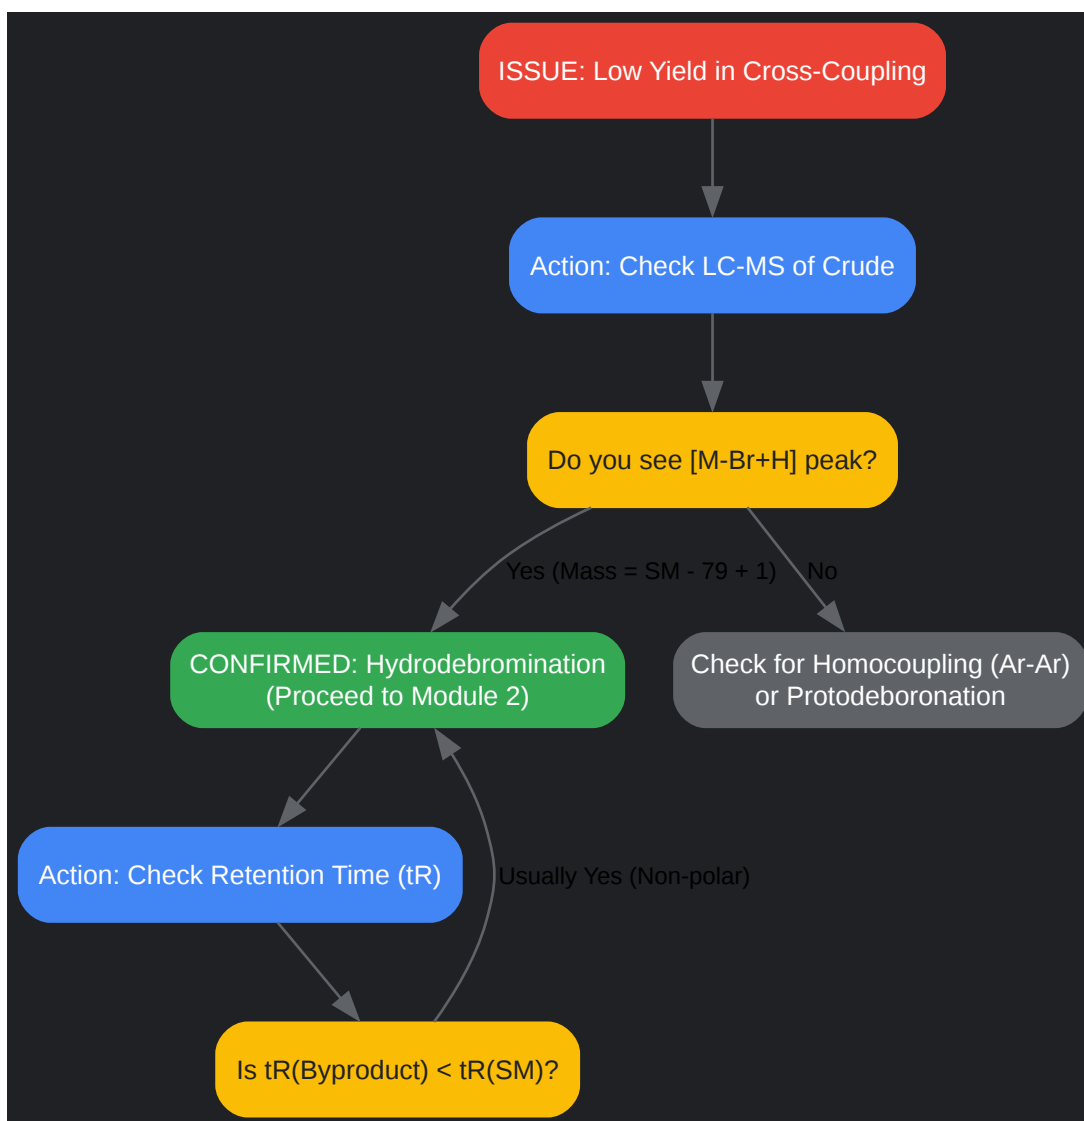 ISSUE: Low Yield in Cross-Coupling
Action: Check LC-MS of Crude
Do you see [M-Br+H] peak?
Yes (Mass = SM - 79 + 1)
No
CONFIRMED: Hydrodebromination
(Proceed to Module 2)
Check for Homocoupling (Ar-Ar)
or Protodeboronation
Action: Check Retention Time (tR)
Usually Yes (Non-polar)
Is tR(Byproduct) < tR(SM)?